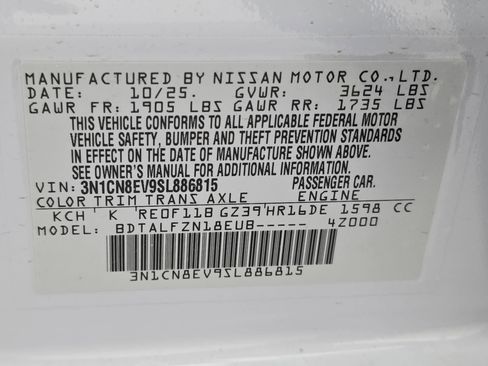 MANUFACTURED BY NISSAN MOTOR CO.,LTD.
DATE: 10/25. GVWR: 3624 LBS
GAWR FR: 1905 LBS GAWR RR: 1735 LBS
THIS VEHICLE CONFORMS TO ALL APPLICABLE FEDERAL MOTOR
VEHICLE SAFETY, BUMPER AND THEFT PREVENTION STANDARDS
IN EFFECT ON THE DATE OF MANUFACTURE SHOWN ABOVE.
SEE OWNER'S MANUAL FOR ADDITIONAL INFORMATION.
VIN: 3N1CN8EV9SL886815 PASSENGER CAR.
COLOR TRIM TRANS AXLE ENGINE
KCH K RE0F11B GZ39 HR16DE 1598 CC
MODEL: BDTALFZN18EUB----- 4Z000
3N1CN8EV9SL886815